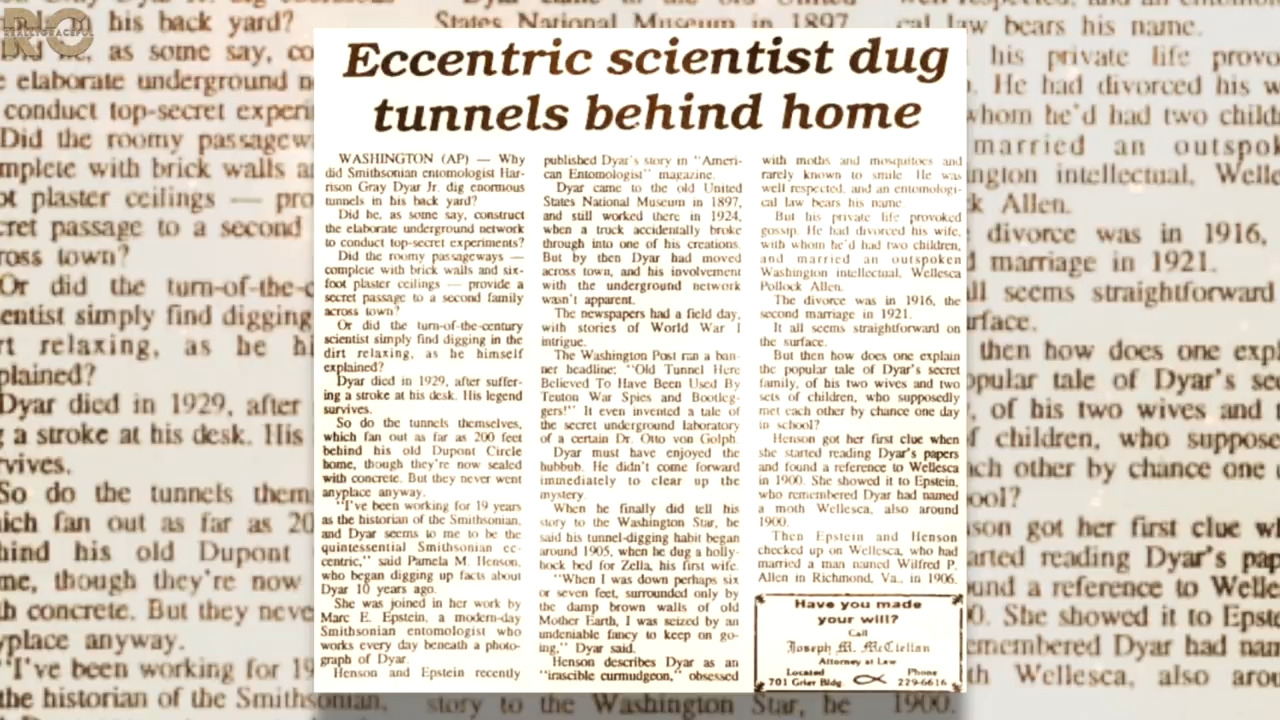 Eccentric scientist dug
tunnels behind home
WASHINGTON (AP) — Why
did Smithsonian entomologist Har-
rison Gray Dyar Jr. dig enormous
tunnels in his back yard?
Did he, as some say, construct
the elaborate underground network
to conduct top-secret experiments?
Did the roomy passageways —
complete with brick walls and six-
foot plaster ceilings — provide a
secret passage to a second family
across town?
Or did the turn-of-the-century
scientist simply find digging in the
dirt relaxing, as he himself
explained?
Dyar died in 1929, after suffer-
ing a stroke at his desk. His legend
survives.
So do the tunnels themselves,
which fan out as far as 200 feet
behind his old Dupont Circle
home, though they're now sealed
with concrete. But they never went
anyplace anyway.
"I've been working for 19 years
as the historian of the Smithsonian,
and Dyar seems to me to be the
quintessential Smithsonian ec-
centric," said Pamela M. Henson,
who began digging up facts about
Dyar 10 years ago.
She was joined in her work by
Marc E. Epstein, a modern-day
Smithsonian entomologist who
works every day beneath a photo-
graph of Dyar.
Henson and Epstein recently
published Dyar's story in "Ameri-
can Entomologist" magazine.
Dyar came to the old United
States National Museum in 1897,
and still worked there in 1924,
when a truck accidentally broke
through into one of his creations.
But by then Dyar had moved
across town, and his involvement
with the underground network
wasn't apparent.
The newspapers had a field day,
with stories of World War I
intrigue.
The Washington Post ran a ban-
ner headline: "Old Tunnel Here
Believed To Have Been Used By
Teuton War Spies and Bootleg-
gers!" It even invented a tale of
the secret underground laboratory
of a certain Dr. Otto von Golph.
Dyar must have enjoyed the
hubbub. He didn't come forward
immediately to clear up the
mystery.
When he finally did tell his
story to the Washington Star, he
said his tunnel-digging habit began
around 1905, when he dug a holly-
hock bed for Zella, his first wife.
"When I was down perhaps six
or seven feet, surrounded only by
the damp brown walls of old
Mother Earth, I was seized by an
undeniable fancy to keep on go-
ing," Dyar said.
Henson describes Dyar as an
"irascible curmudgeon," obsessed
with moths and mosquitoes and
rarely known to smile. He was
well respected, and an entomologi-
cal law bears his name.
But his private life provoked
gossip. He had divorced his wife,
with whom he'd had two children,
and married an outspoken
Washington intellectual, Wellesca
Pollock Allen.
The divorce was in 1916, the
second marriage in 1921.
It all seems straightforward on
the surface.
But then how does one explain
the popular tale of Dyar's secret
family, of his two wives and two
sets of children, who supposedly
met each other by chance one day
in school?
Henson got her first clue when
she started reading Dyar's papers
and found a reference to Wellesca
in 1900. She showed it to Epstein,
who remembered Dyar had named
a moth Wellesca, also around
1900.
Then Epstein and Henson
checked up on Wellesca, who had
married a man named Wilfred P.
Allen in Richmond, Va., in 1906.
Have you made
your will?
Call
Joseph M. McClellan
Attorney at Law
Located Phone
701 Grier Bldg. 229-6616